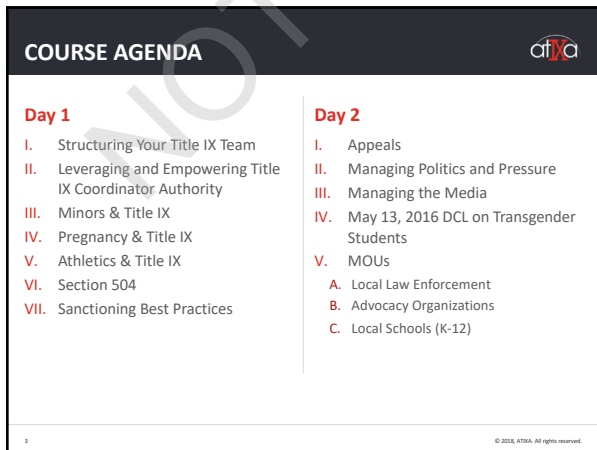 COURSE AGENDA
atIXa
NOT
Day 1
I. Structuring Your Title IX Team
II. Leveraging and Empowering Title
IX Coordinator Authority
III. Minors & Title IX
IV. Pregnancy & Title IX
V. Athletics & Title IX
VI. Section 504
VII. Sanctioning Best Practices
Day 2
I. Appeals
II. Managing Politics and Pressure
III. Managing the Media
IV. May 13, 2016 DCL on Transgender
Students
V. MOUs
A. Local Law Enforcement
B. Advocacy Organizations
C. Local Schools (K-12)
3
© 2018, ATIXA. All rights reserved.